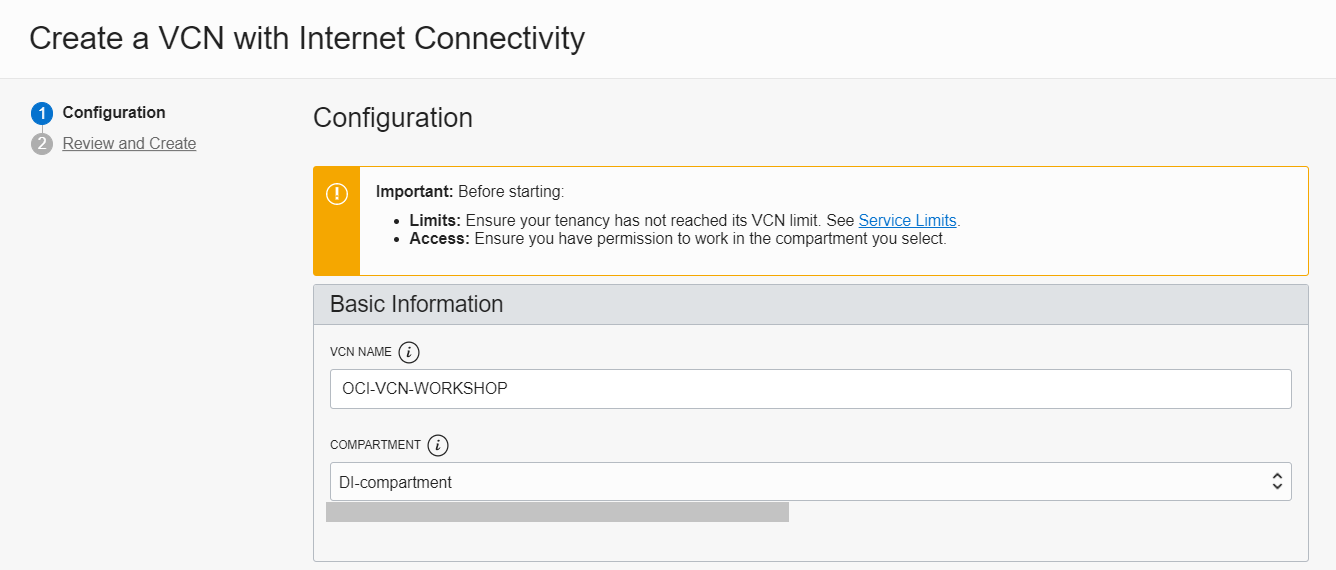 Create a VCN with Internet Connectivity
1 Configuration
2 Review and Create
Configuration
Important: Before starting:
• Limits: Ensure your tenancy has not reached its VCN limit. See Service Limits.
• Access: Ensure you have permission to work in the compartment you select.
Basic Information
VCN NAME i
OCI-VCN-WORKSHOP
COMPARTMENT i
DI-compartment